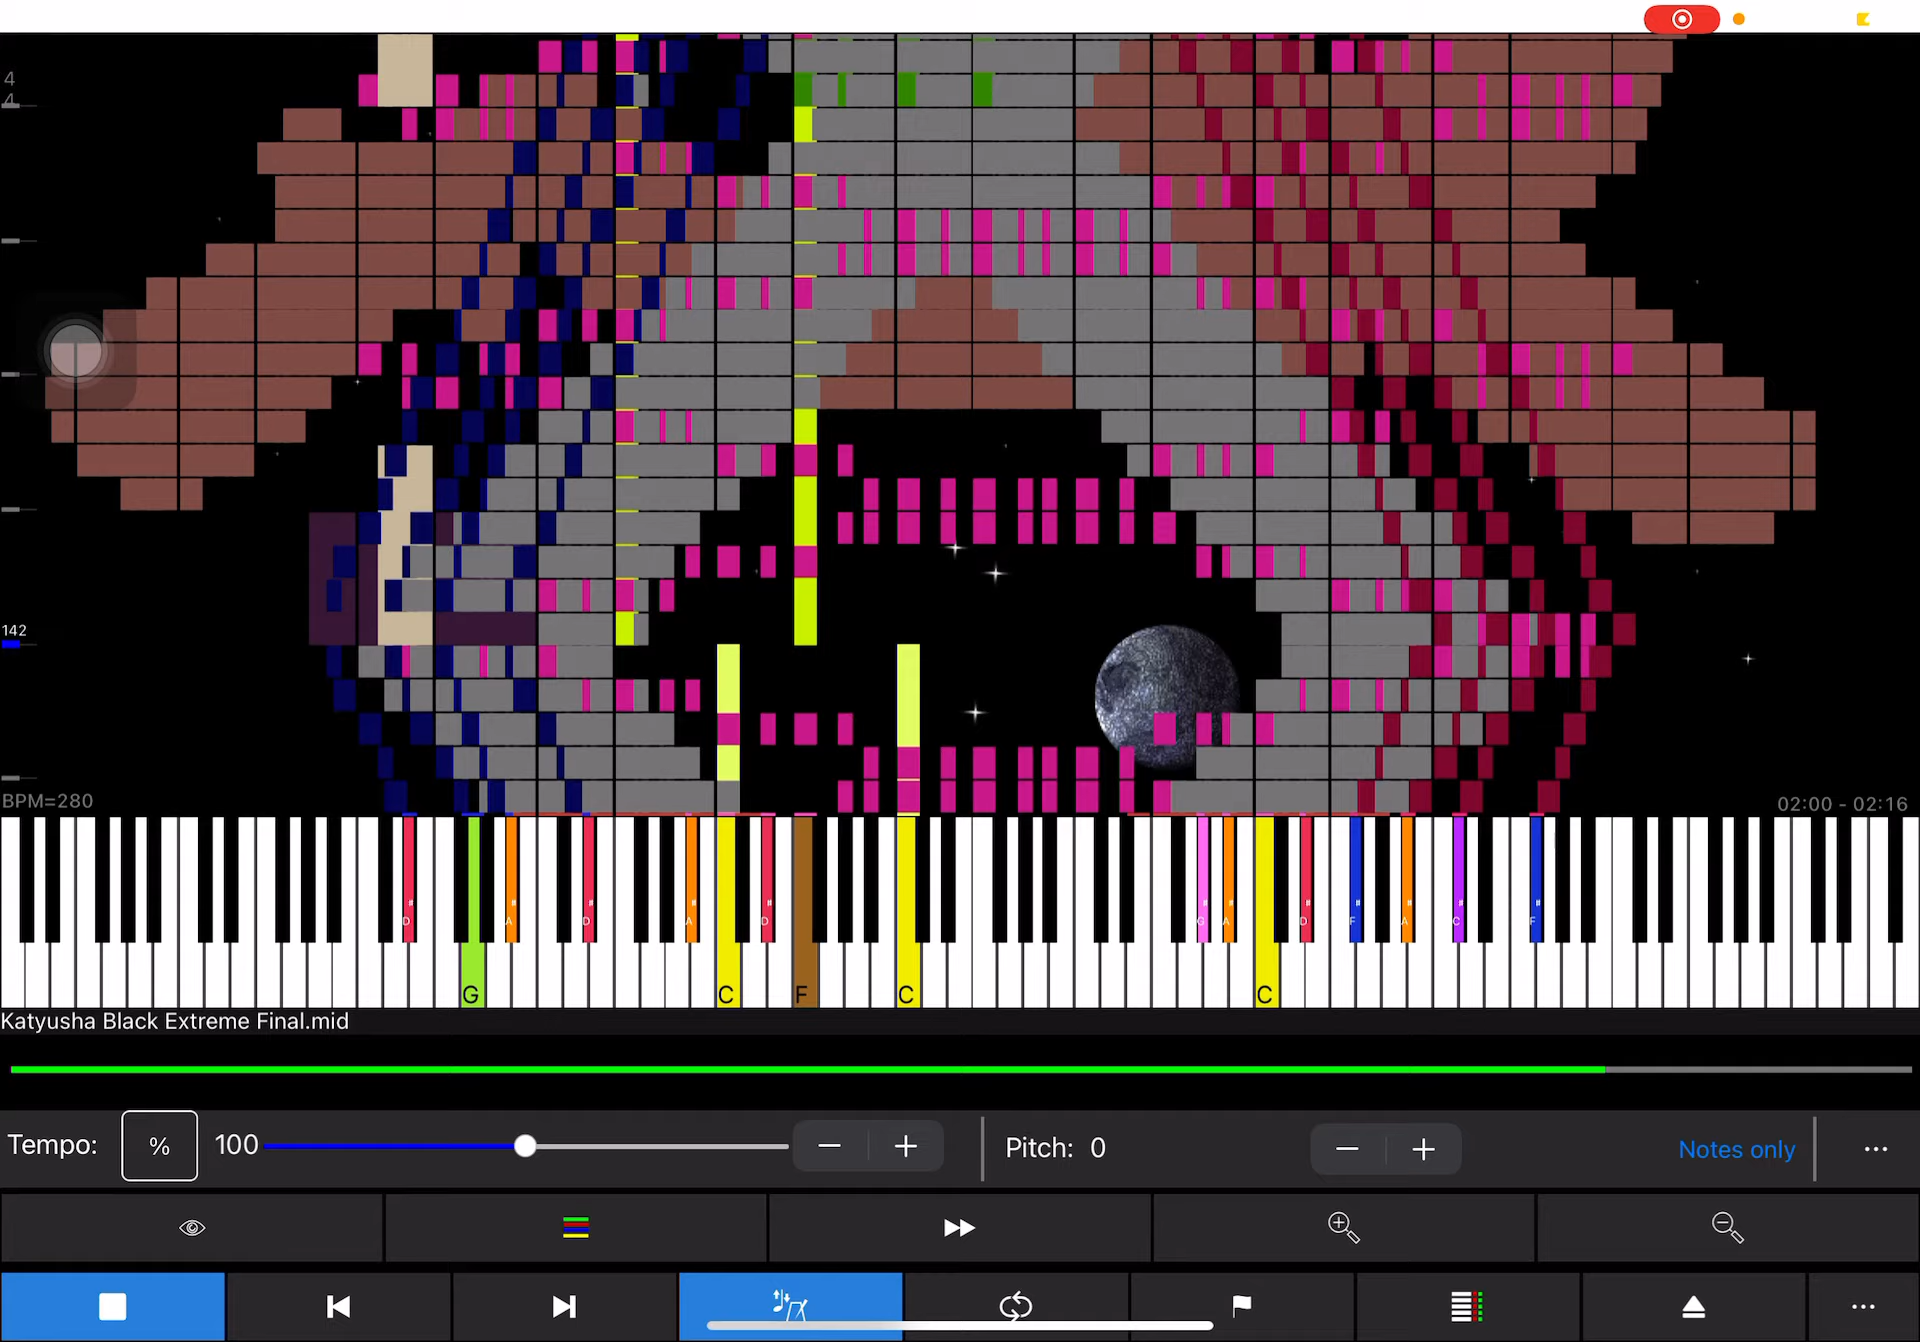 4
4
142
BPM=280
02:00 - 02:16
D# A# D# A# D# G# A# D# F# A# C# F#
G C F C C
Katyusha Black Extreme Final.mid
Tempo: % 100 − + Pitch: 0 − + Notes only ...
...